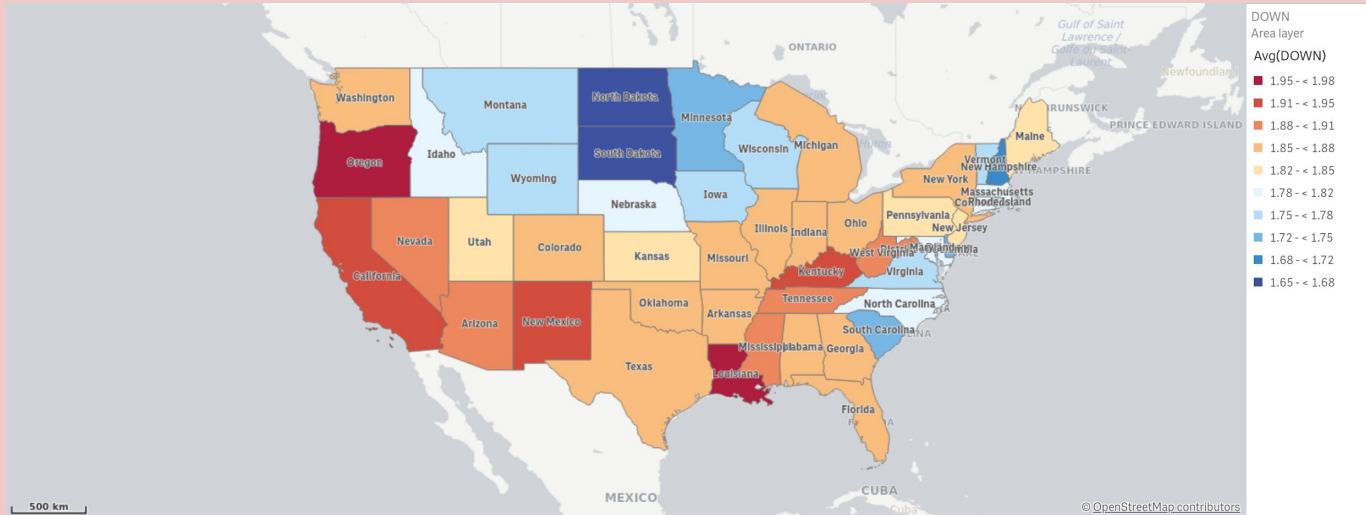 Gulf of Saint
Lawrence /
Golfe du Saint-
Laurent
ONTARIO
Newfoundlan
PRINCE EDWARD ISLAND
Washington
Montana
North Dakota
Minnesota
Maine
Oregon
Idaho
South Dakota
Wisconsin
Michigan
Huron
Vermont
New Hampshire
Wyoming
New York
Massachusetts
Rhode Island
Nebraska
Iowa
Pennsylvania
New Jersey
Nevada
Utah
Colorado
Kansas
Missouri
Illinois
Indiana
Ohio
West Virginia
Maryland
Virginia
California
Kentucky
Arizona
New Mexico
Oklahoma
Arkansas
Tennessee
North Carolina
South Carolina
Texas
Louisiana
Mississippi
Georgia
Florida
MEXICO
CUBA
Cuba
500 km
© OpenStreetMap contributors
DOWN
Area layer
Avg(DOWN)
1.95 - < 1.98
1.91 - < 1.95
1.88 - < 1.91
1.85 - < 1.88
1.82 - < 1.85
1.78 - < 1.82
1.75 - < 1.78
1.72 - < 1.75
1.68 - < 1.72
1.65 - < 1.68